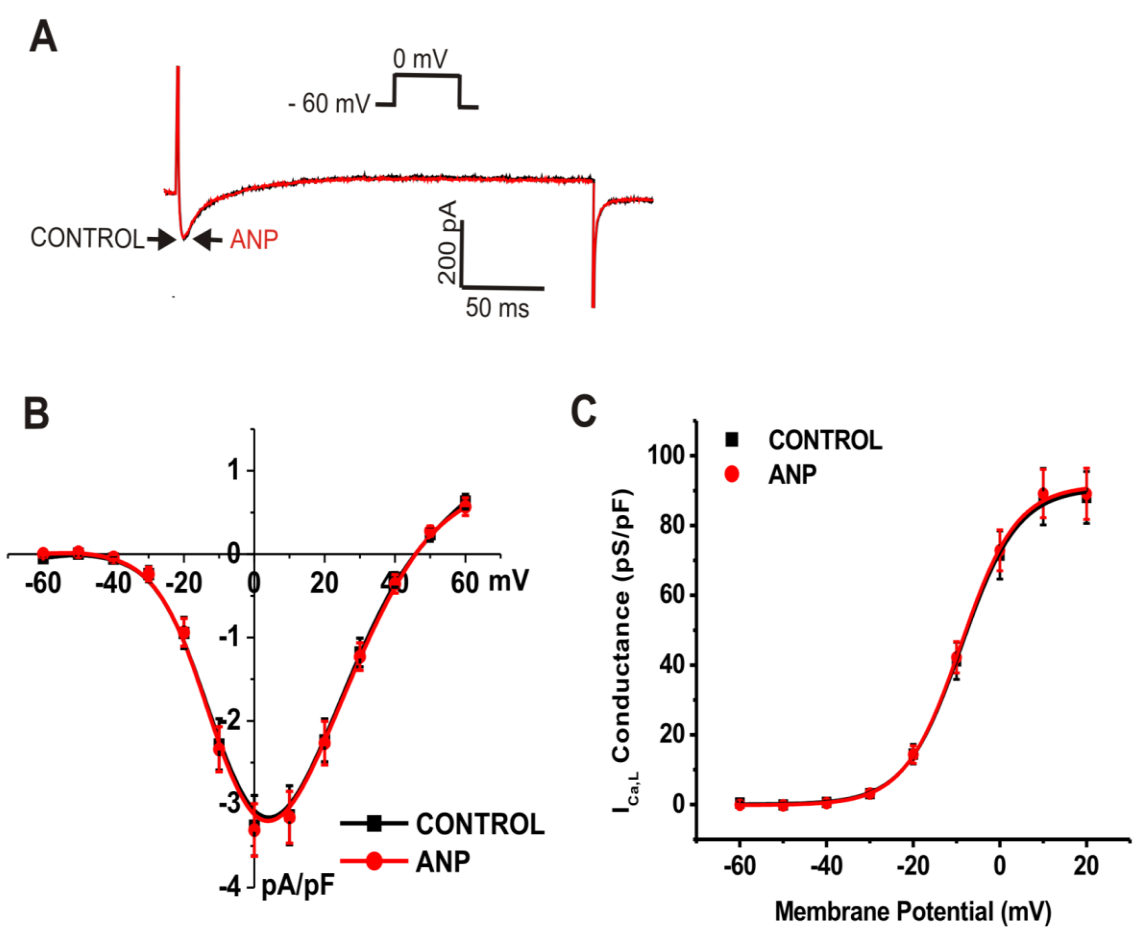 A
0 mV
- 60 mV
CONTROL
ANP
200 pA
50 ms
B
1
0
-60 -40 -20 0 20 40 60 mV
-1
-2
-3
-4
pA/pF
CONTROL
ANP
C
CONTROL
ANP
I Ca,L Conductance (pS/pF)
100
80
60
40
20
0
-60 -40 -20 0 20
Membrane Potential (mV)